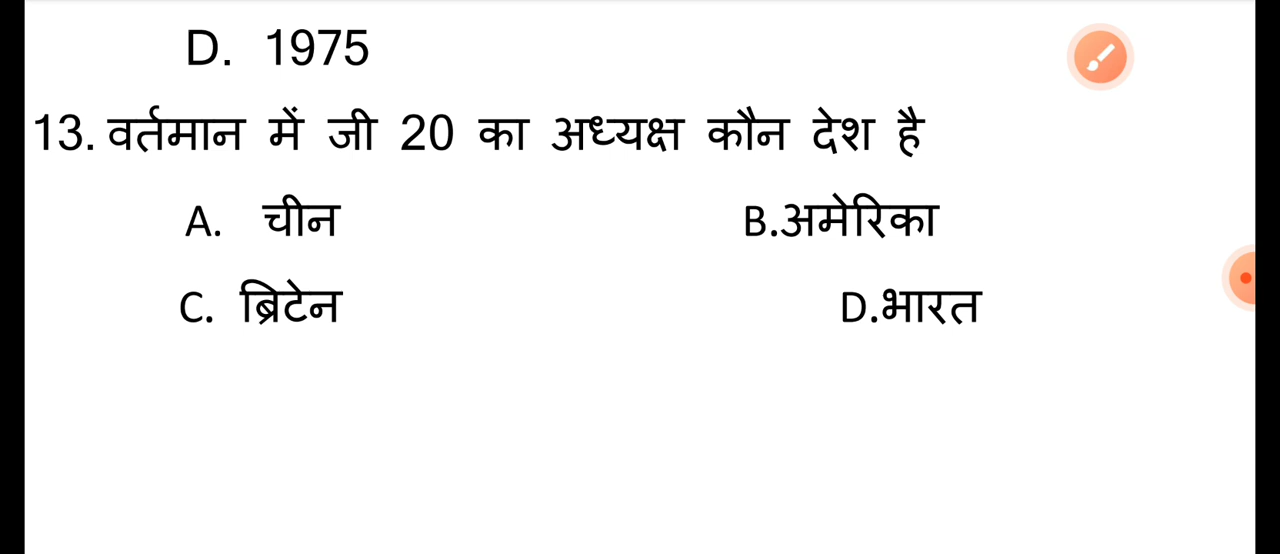 D. 1975
13. वर्तमान में जी 20 का अध्यक्ष कौन देश है
A. चीन B.अमेरिका
C. ब्रिटेन D.भारत